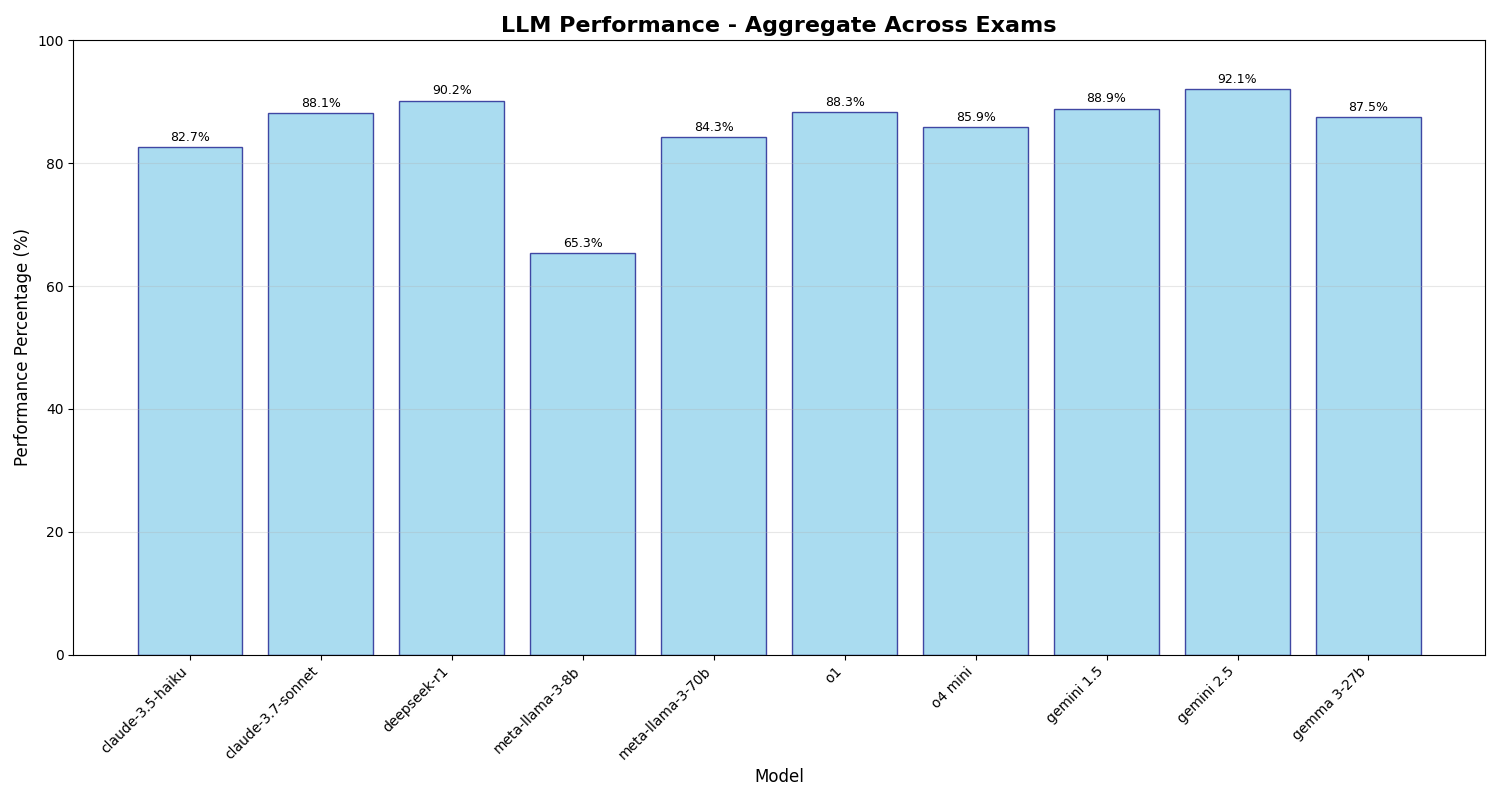 LLM Performance - Aggregate Across Exams
Performance Percentage (%)
100
80
60
40
20
0
82.7%
88.1%
90.2%
65.3%
84.3%
88.3%
85.9%
88.9%
92.1%
87.5%
claude-3.5-haiku
claude-3.7-sonnet
deepseek-r1
meta-llama-3-8b
meta-llama-3-70b
o1
o4 mini
gemini 1.5
gemini 2.5
gemma 3-27b
Model